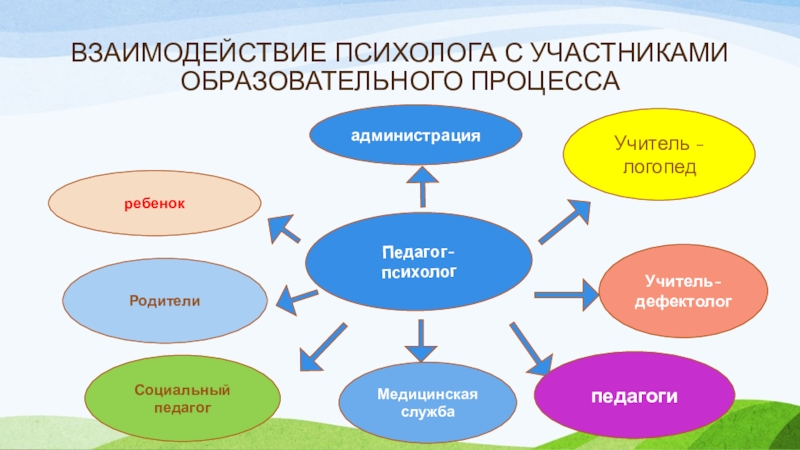 ВЗАИМОДЕЙСТВИЕ ПСИХОЛОГА С УЧАСТНИКАМИ
ОБРАЗОВАТЕЛЬНОГО ПРОЦЕССА
администрация
Учитель -
логопед
ребенок
Педагог-
психолог
Родители
Учитель-
дефектолог
Социальный
педагог
Медицинская
служба
педагоги